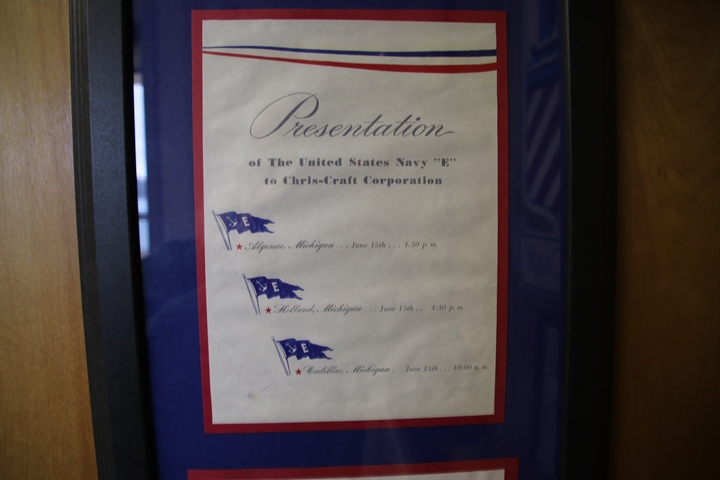 Presentation
of The United States Navy "E"
to Chris-Craft Corporation
E
Algonac, Michigan . . . June 15th . . . 4:30 p. m.
E
Holland, Michigan . . . June 15th . . 4:30 p. m.
E
Cadillac, Michigan . . . June 15th . . . 10:00 a. m.